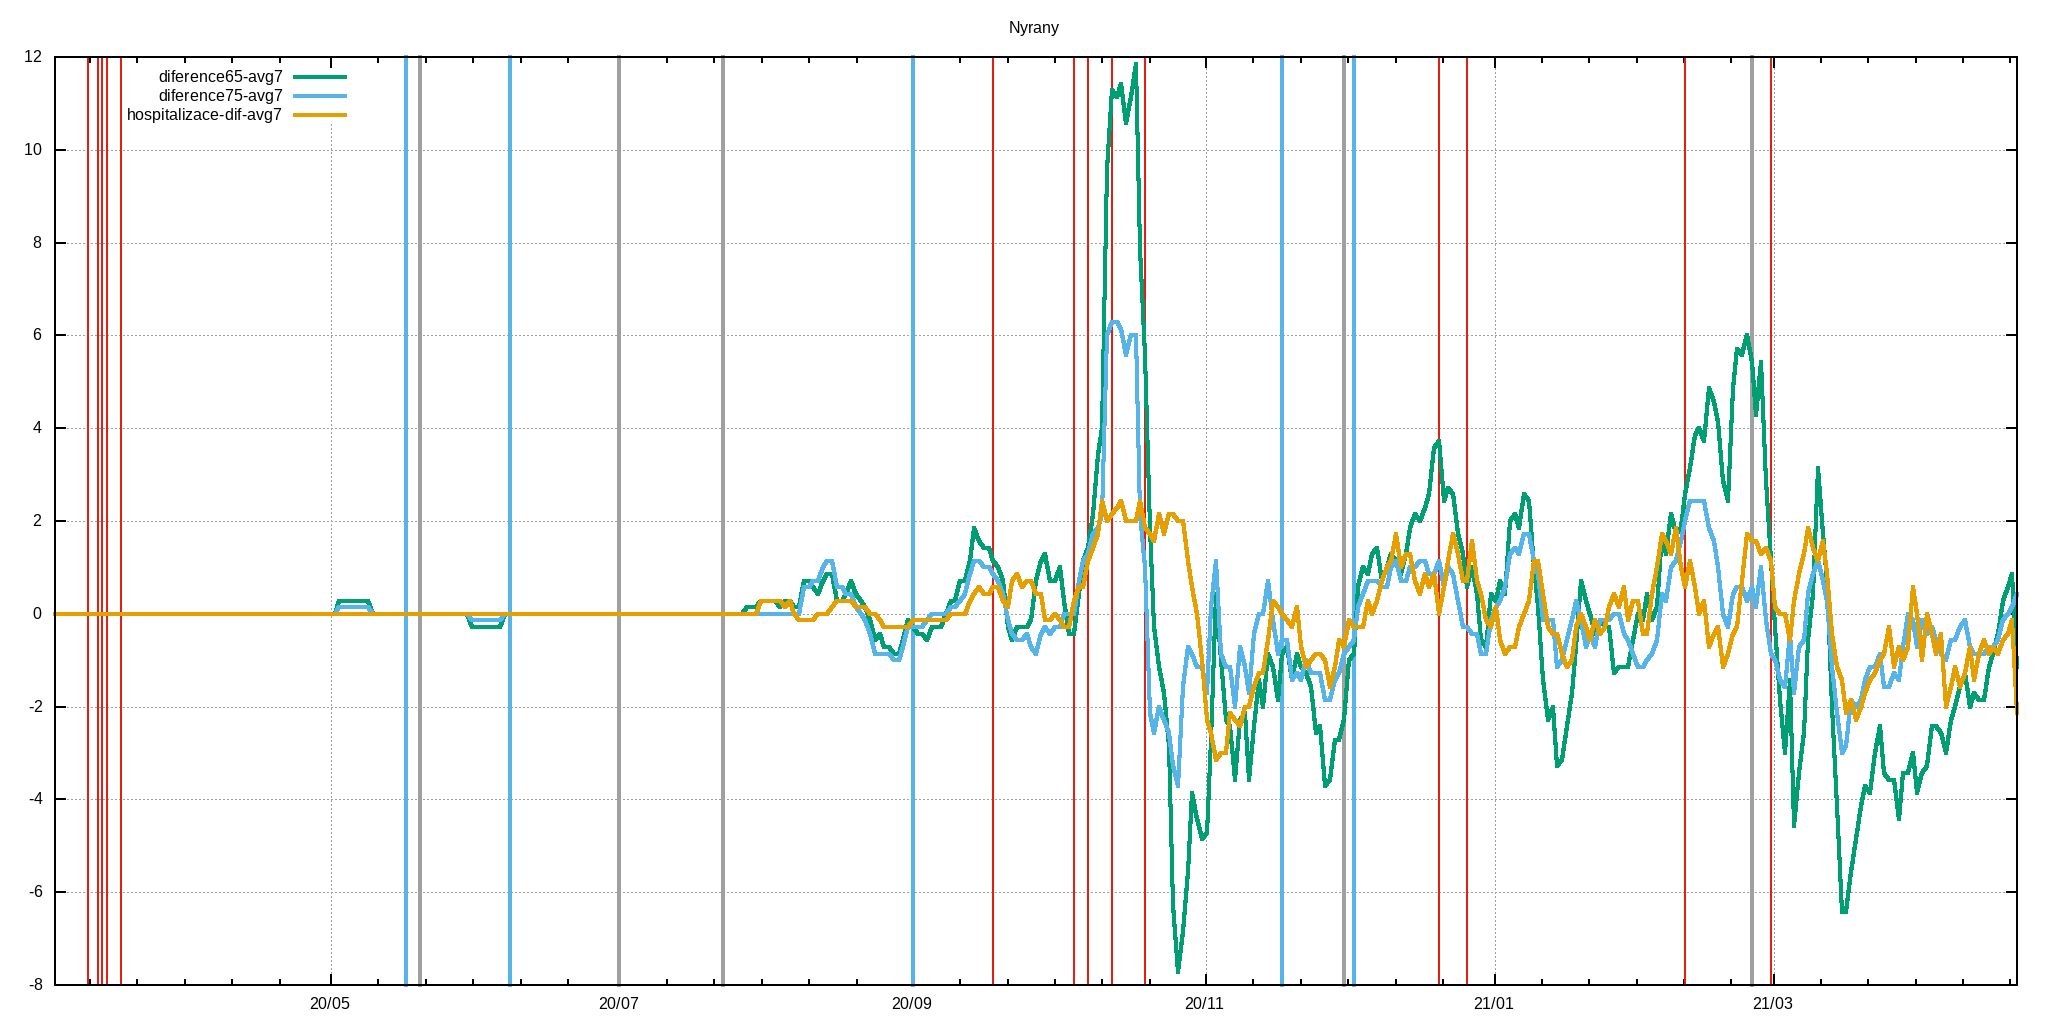 Nyrany
diference65-avg7
diference75-avg7
hospitalizace-dif-avg7
12
10
8
6
4
2
0
-2
-4
-6
-8
20/05 20/07 20/09 20/11 21/01 21/03